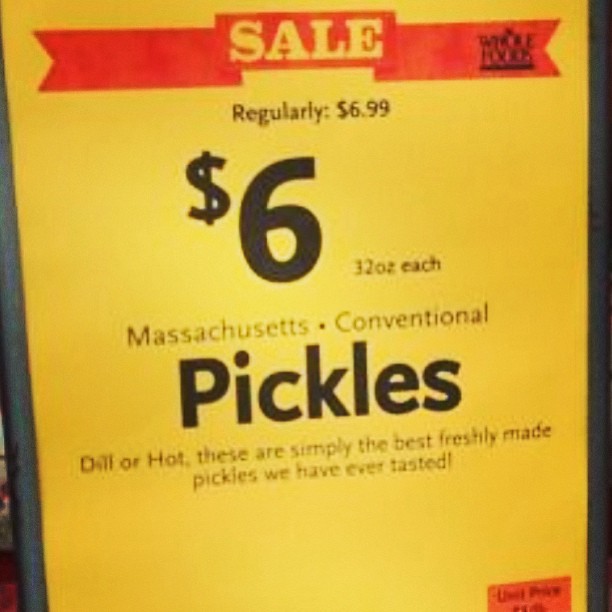 SALE
WHOLE
FOODS
Regularly: $6.99
$6
32oz each
Massachusetts • Conventional
Pickles
Dill or Hot, these are simply the best freshly made
pickles we have ever tasted!
Unit Price